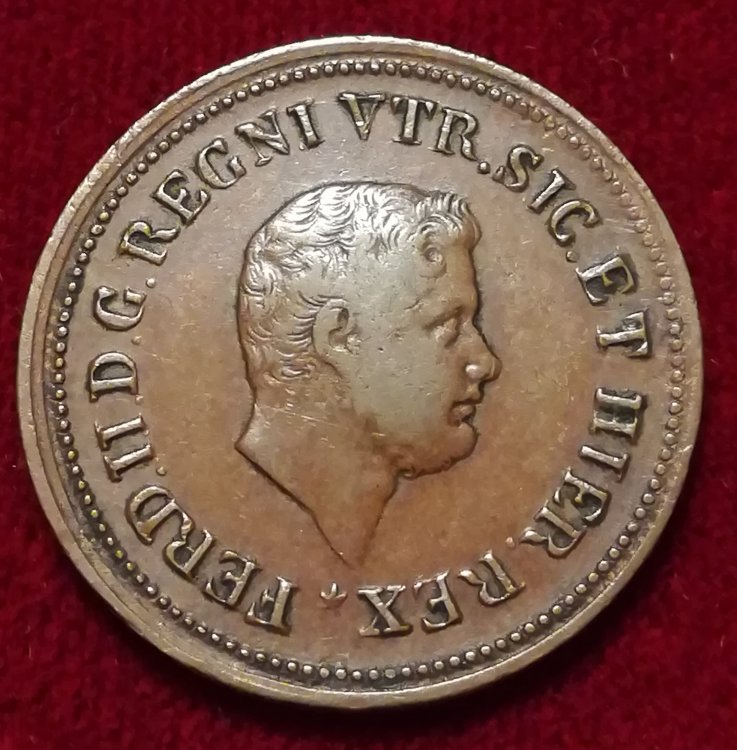 FERD. II D. G. REGNI VTR. SIC. ET HIER. REX